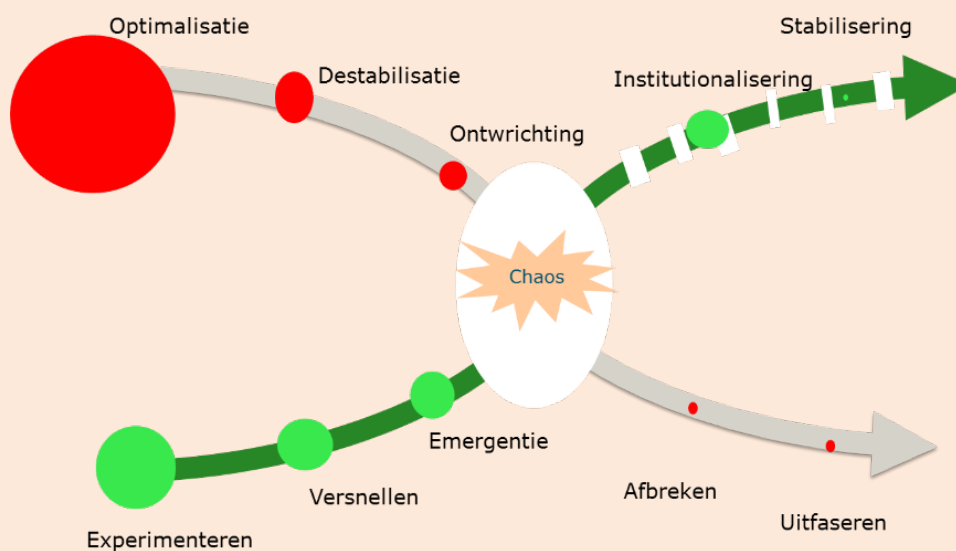 Optimalisatie
Stabilisering
Destabilisatie
Institutionalisering
Ontwrichting
Chaos
Emergentie
Versnellen
Afbreken
Uitfaseren
Experimenteren